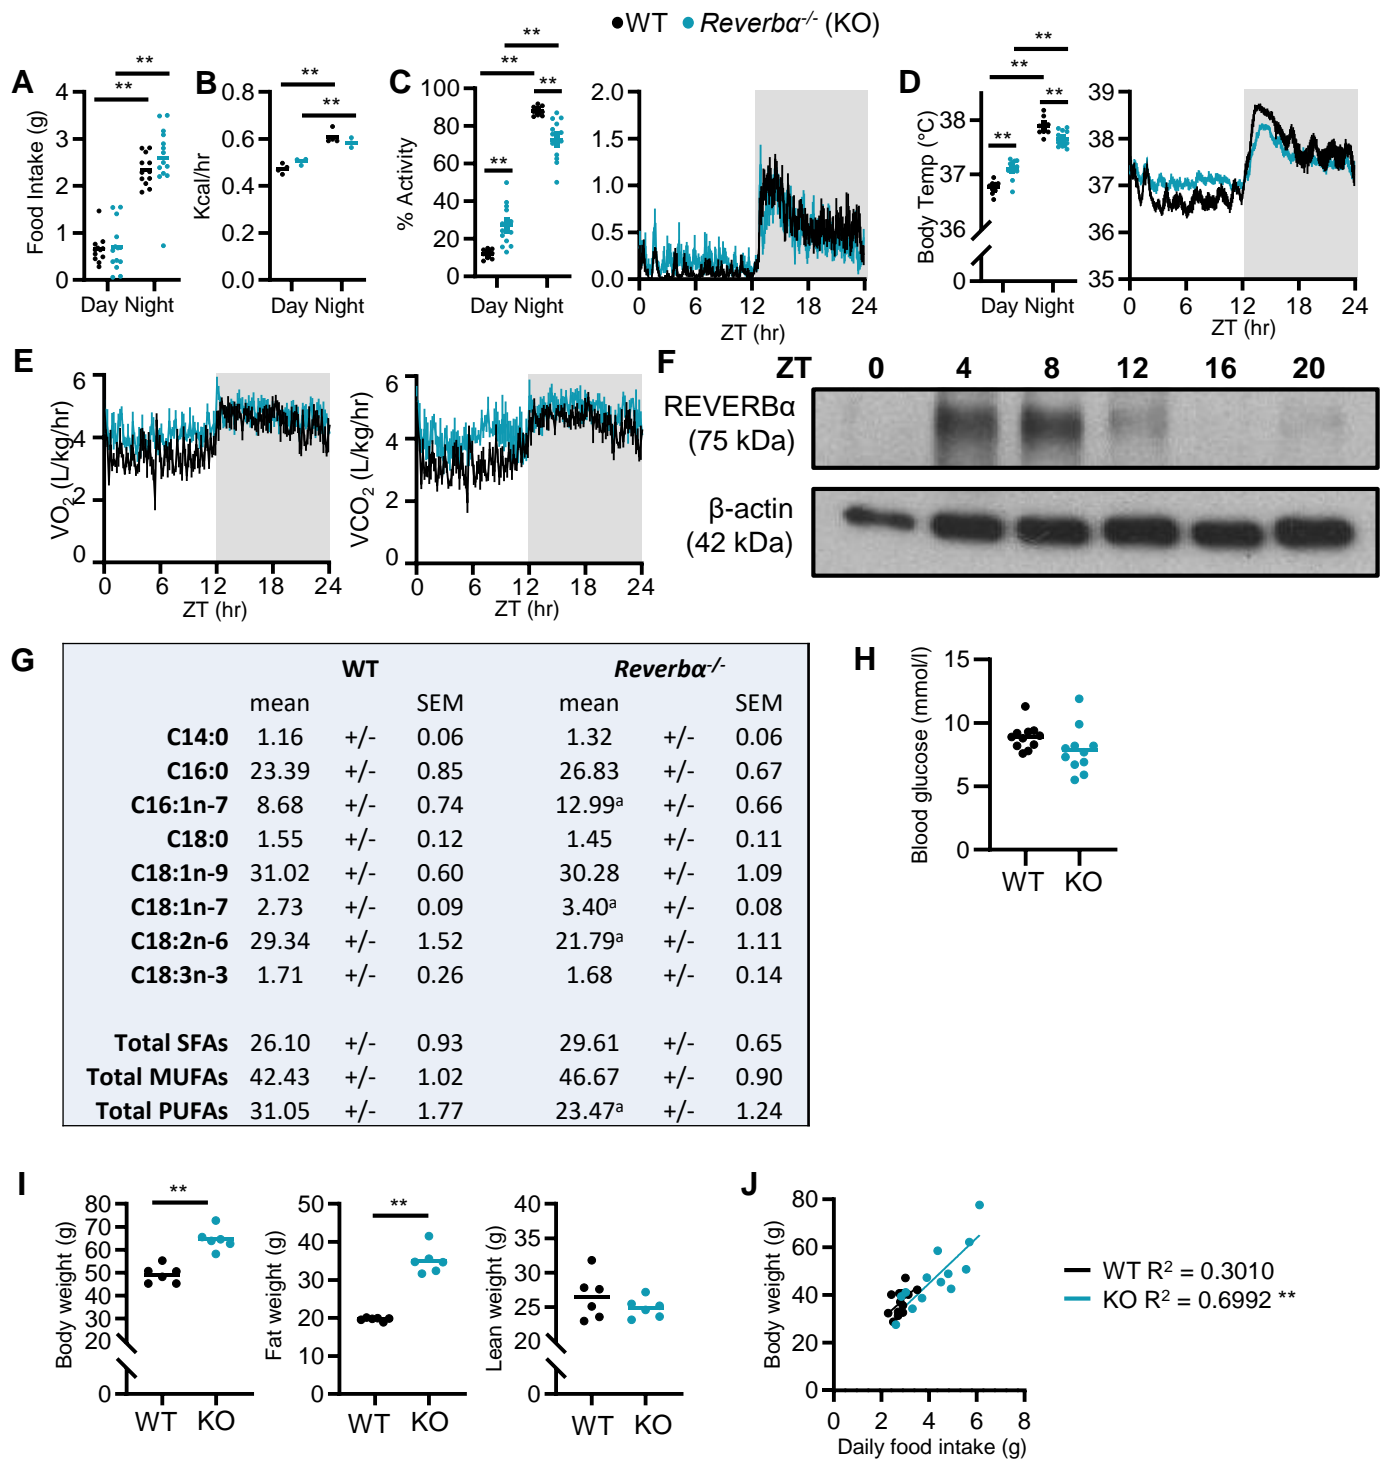 WT Reverbα-/- (KO)
A
Food Intake (g)
**
**
4
3
2
1
0
Day Night
B
Kcal/hr
**
**
0.8
0.6
0.4
0.2
0.0
Day Night
C
% Activity
**
**
**
**
100
80
60
40
20
0
Day Night
2.0
1.5
1.0
0.5
0.0
0 6 12 18 24
ZT (hr)
D
Body Temp (°C)
**
**
**
**
38
37
36
0
Day Night
39
38
37
36
35
0 6 12 18 24
ZT (hr)
E
VO2 (L/kg/hr)
6
4
2
0
0 6 12 18 24
ZT (hr)
VCO2 (L/kg/hr)
6
4
2
0
0 6 12 18 24
ZT (hr)
F
ZT 0 4 8 12 16 20
REVERBα
(75 kDa)
β-actin
(42 kDa)
G
WT Reverbα-/-
mean SEM mean SEM
C14:0 1.16 +/- 0.06 1.32 +/- 0.06
C16:0 23.39 +/- 0.85 26.83 +/- 0.67
C16:1n-7 8.68 +/- 0.74 12.99a +/- 0.66
C18:0 1.55 +/- 0.12 1.45 +/- 0.11
C18:1n-9 31.02 +/- 0.60 30.28 +/- 1.09
C18:1n-7 2.73 +/- 0.09 3.40a +/- 0.08
C18:2n-6 29.34 +/- 1.52 21.79a +/- 1.11
C18:3n-3 1.71 +/- 0.26 1.68 +/- 0.14
Total SFAs 26.10 +/- 0.93 29.61 +/- 0.65
Total MUFAs 42.43 +/- 1.02 46.67 +/- 0.90
Total PUFAs 31.05 +/- 1.77 23.47a +/- 1.24
H
Blood glucose (mmol/l)
15
10
5
0
WT KO
I
Body weight (g)
**
80
70
60
50
40
30
20
0
WT KO
Fat weight (g)
**
50
40
30
20
10
0
WT KO
Lean weight (g)
40
35
30
25
20
0
WT KO
J
Body weight (g)
80
60
40
20
0
0 2 4 6 8
Daily food intake (g)
WT R2 = 0.3010
KO R2 = 0.6992 **